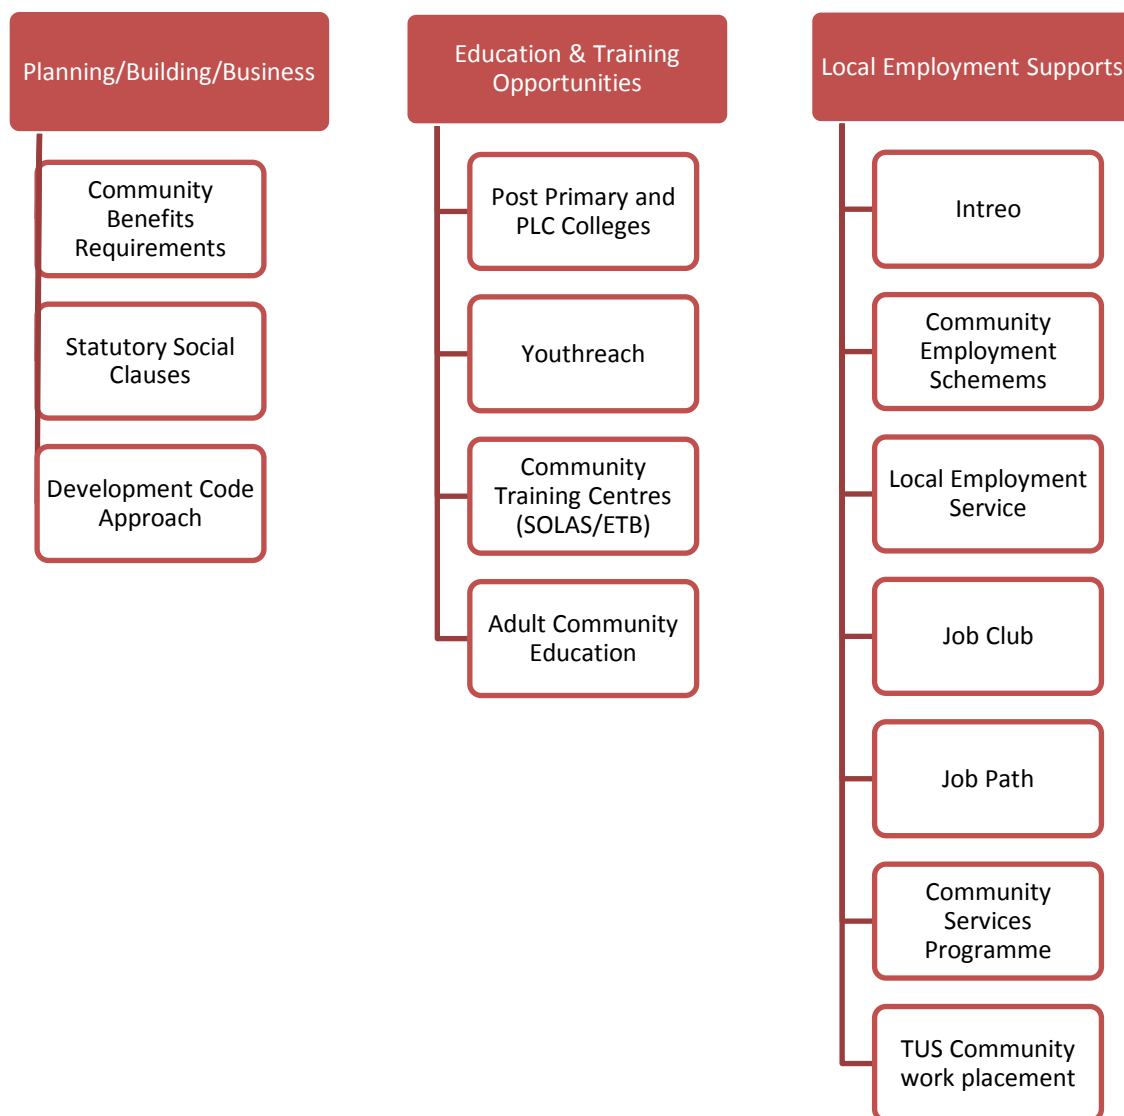 Planning/Building/Business
Community
Benefits
Requirements
Statutory Social
Clauses
Development Code
Approach
Education & Training
Opportunities
Post Primary and
PLC Colleges
Youthreach
Community
Training Centres
(SOLAS/ETB)
Adult Community
Education
Local Employment Supports
Intreo
Community
Employment
Schemems
Local Employment
Service
Job Club
Job Path
Community
Services
Programme
TUS Community
work placement